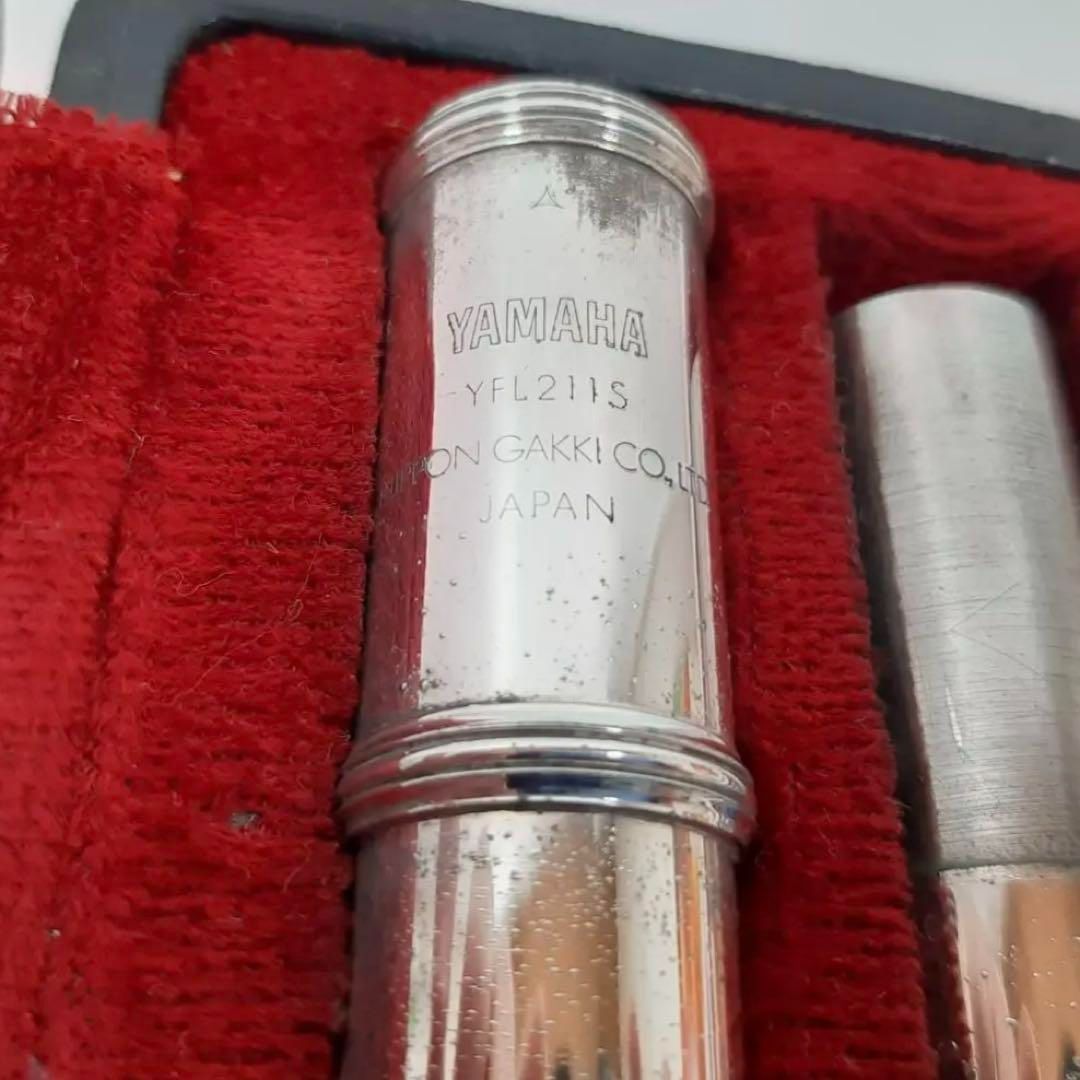 YAMAHA
YFL211S
NIPPON GAKKI CO., LTD
JAPAN